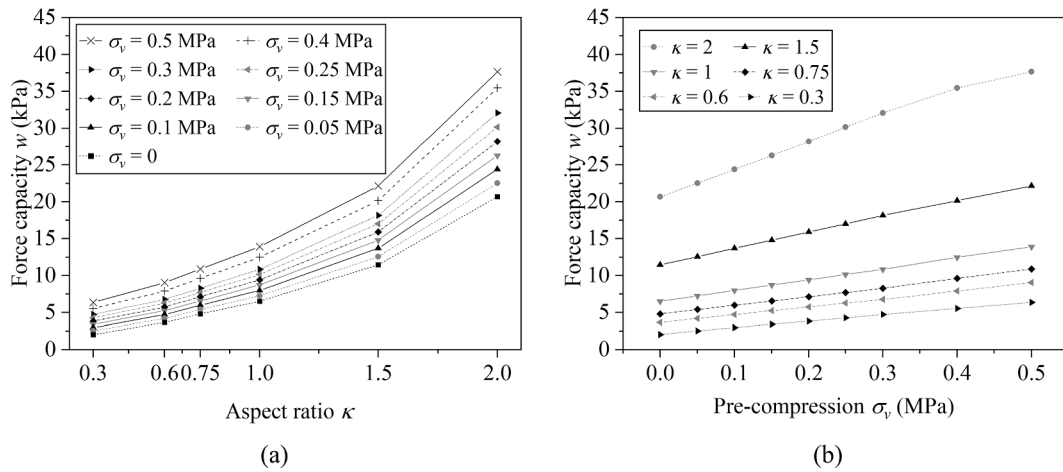 45
40
35
30
25
20
15
10
5
0
Force capacity w (kPa)
σᵥ = 0.5 MPa
σᵥ = 0.4 MPa
σᵥ = 0.3 MPa
σᵥ = 0.25 MPa
σᵥ = 0.2 MPa
σᵥ = 0.15 MPa
σᵥ = 0.1 MPa
σᵥ = 0.05 MPa
σᵥ = 0
0.3 0.6 0.75 1.0 1.5 2.0
Aspect ratio κ
(a)
45
40
35
30
25
20
15
10
5
0
Force capacity w (kPa)
κ = 2
κ = 1.5
κ = 1
κ = 0.75
κ = 0.6
κ = 0.3
0.0 0.1 0.2 0.3 0.4 0.5
Pre-compression σᵥ (MPa)
(b)